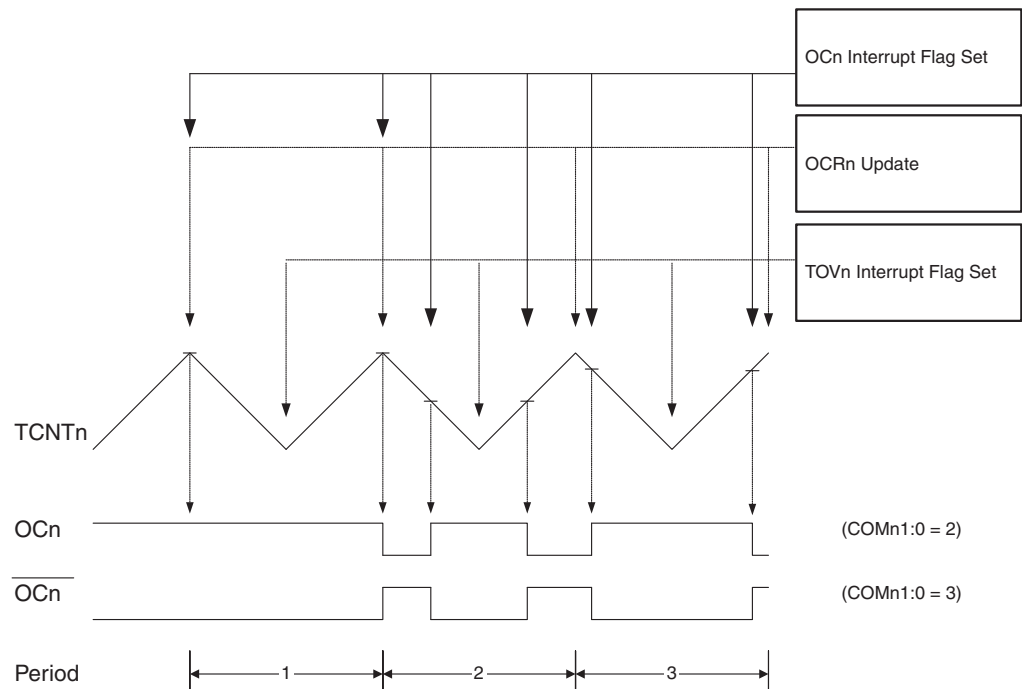 OCn Interrupt Flag Set
OCRn Update
TOVn Interrupt Flag Set
TCNTn
OCn
(COMn1:0 = 2)
OCn
(COMn1:0 = 3)
Period
1
2
3